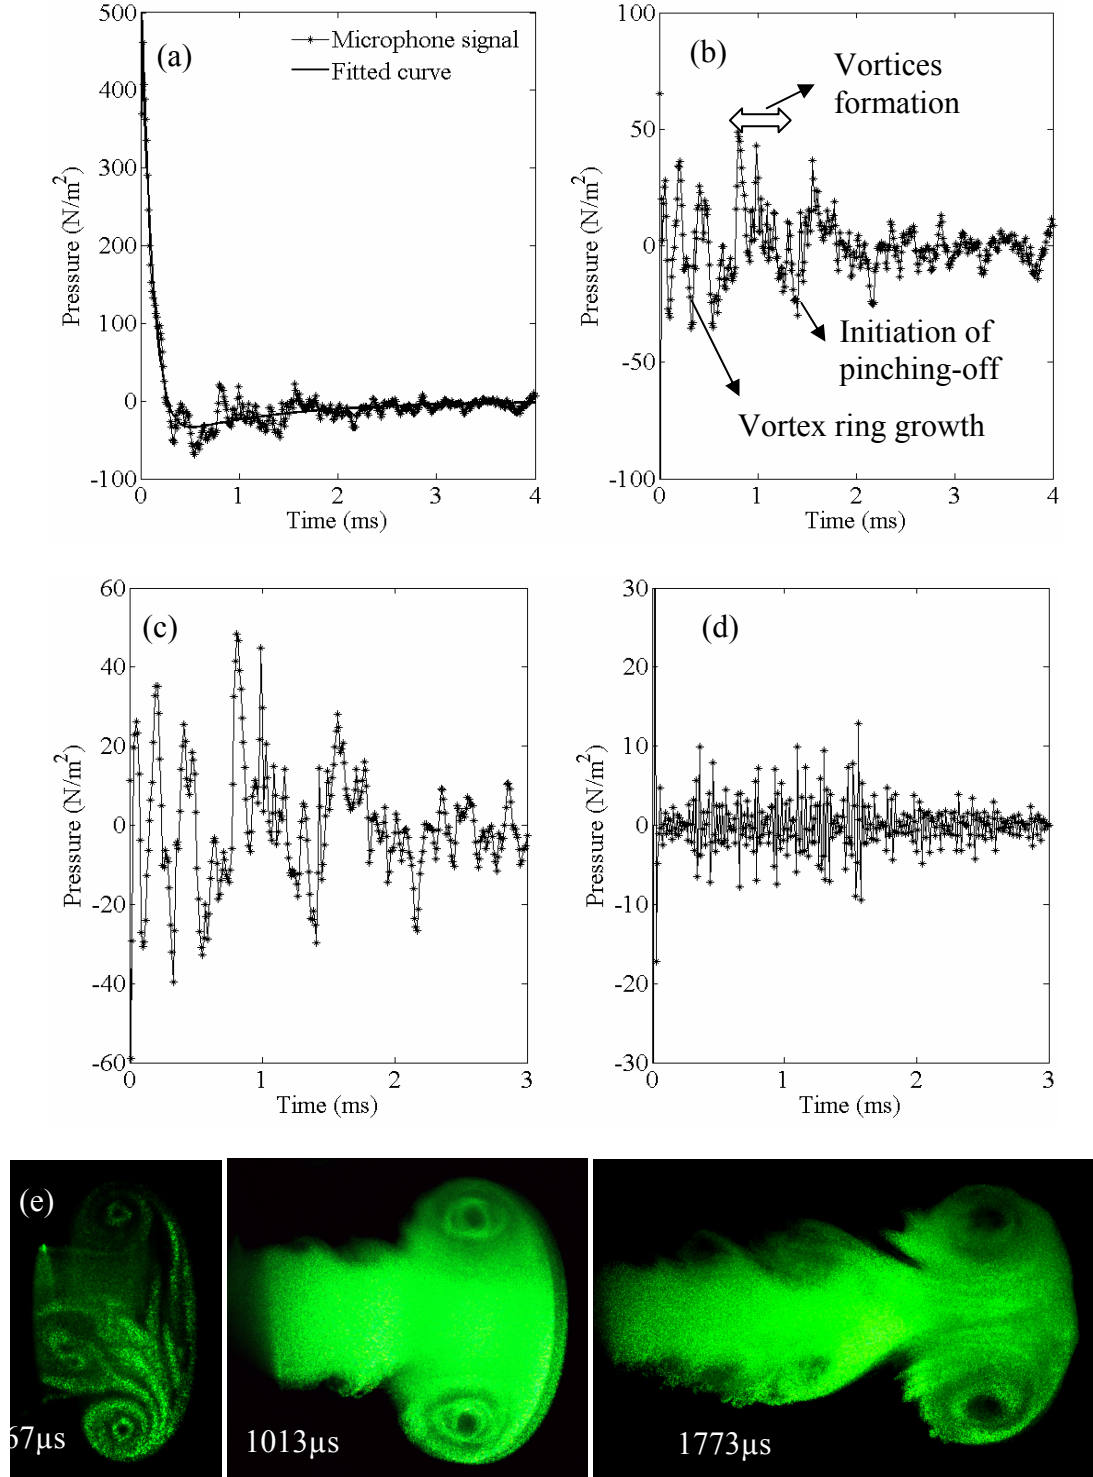 (a)
Microphone signal
Fitted curve
500
400
300
200
100
0
-100
0 1 2 3 4
Pressure (N/m²)
Time (ms)
(b)
Vortices
formation
Initiation of
pinching-off
Vortex ring growth
100
50
0
-50
-100
0 1 2 3 4
Pressure (N/m²)
Time (ms)
(c)
60
40
20
0
-20
-40
-60
0 1 2 3
Pressure (N/m²)
Time (ms)
(d)
30
20
10
0
-10
-20
-30
0 1 2 3
Pressure (N/m²)
Time (ms)
(e)
67μs
1013μs
1773μs